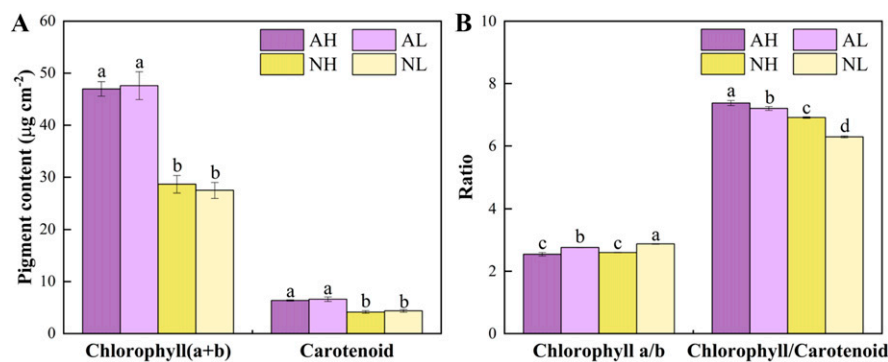 A
Pigment content (μg cm⁻²)
60
50
40
30
20
10
0
AH AL
NH NL
a a b b
a a b b
Chlorophyll(a+b) Carotenoid
B
Ratio
10
8
6
4
2
0
AH AL
NH NL
c b c a
a b c d
Chlorophyll a/b Chlorophyll/Carotenoid